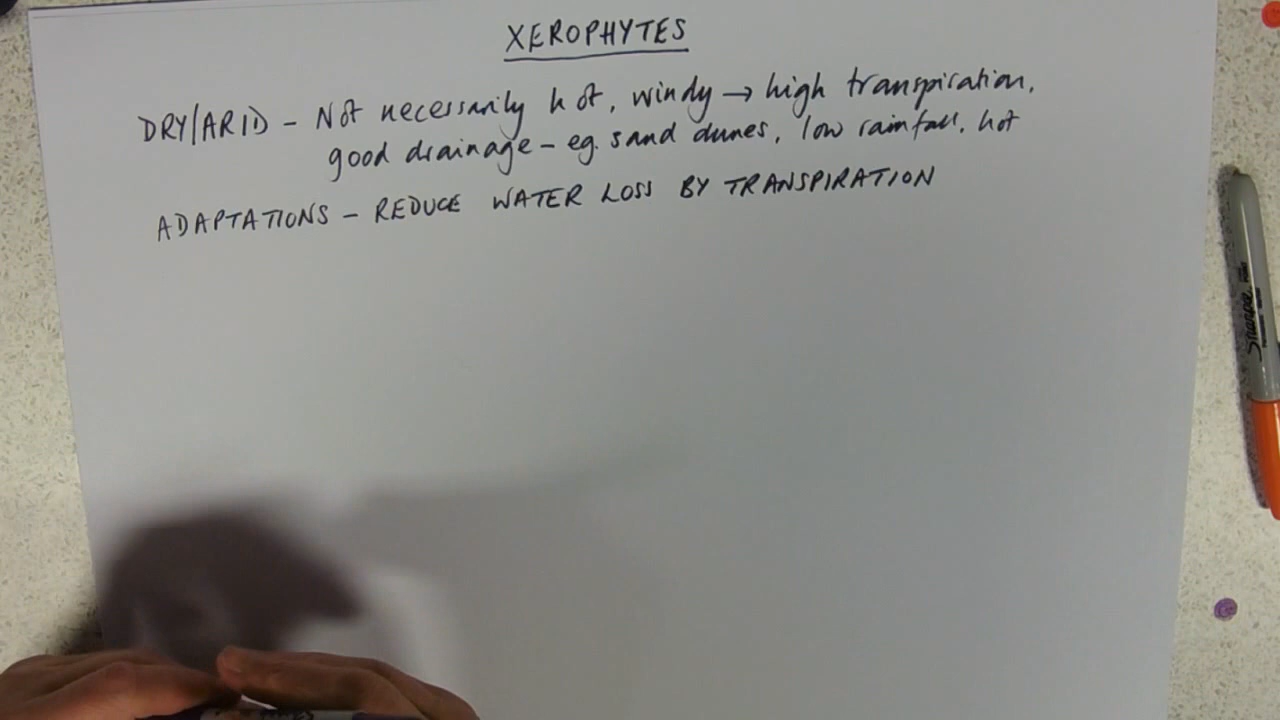 XEROPHYTES
DRY/ARID - Not necessarily hot, windy → high transpiration,
good drainage - eg. sand dunes, low rainfall, hot
ADAPTATIONS - REDUCE WATER LOSS BY TRANSPIRATION
Sharpie